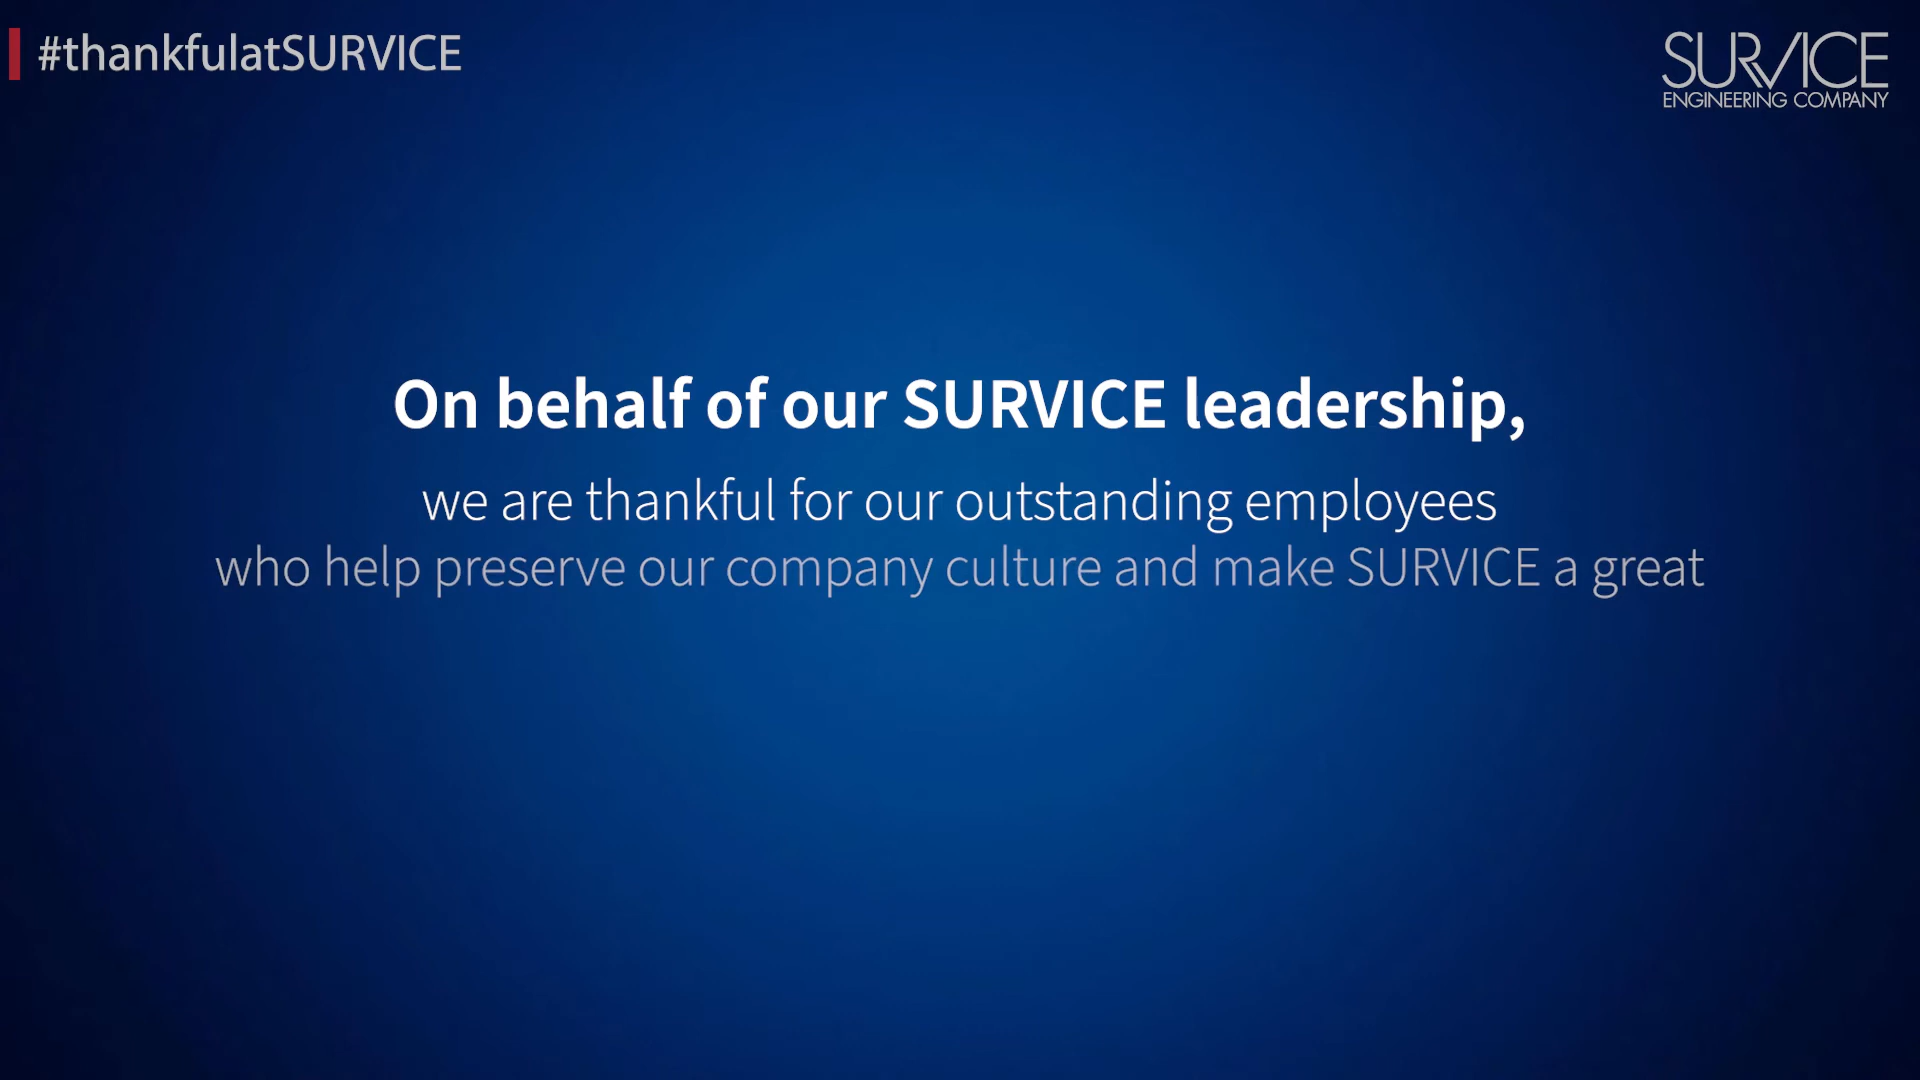 #thankfulatSURVICE
SURVICE
ENGINEERING COMPANY
On behalf of our SURVICE leadership,
we are thankful for our outstanding employees
who help preserve our company culture and make SURVICE a great